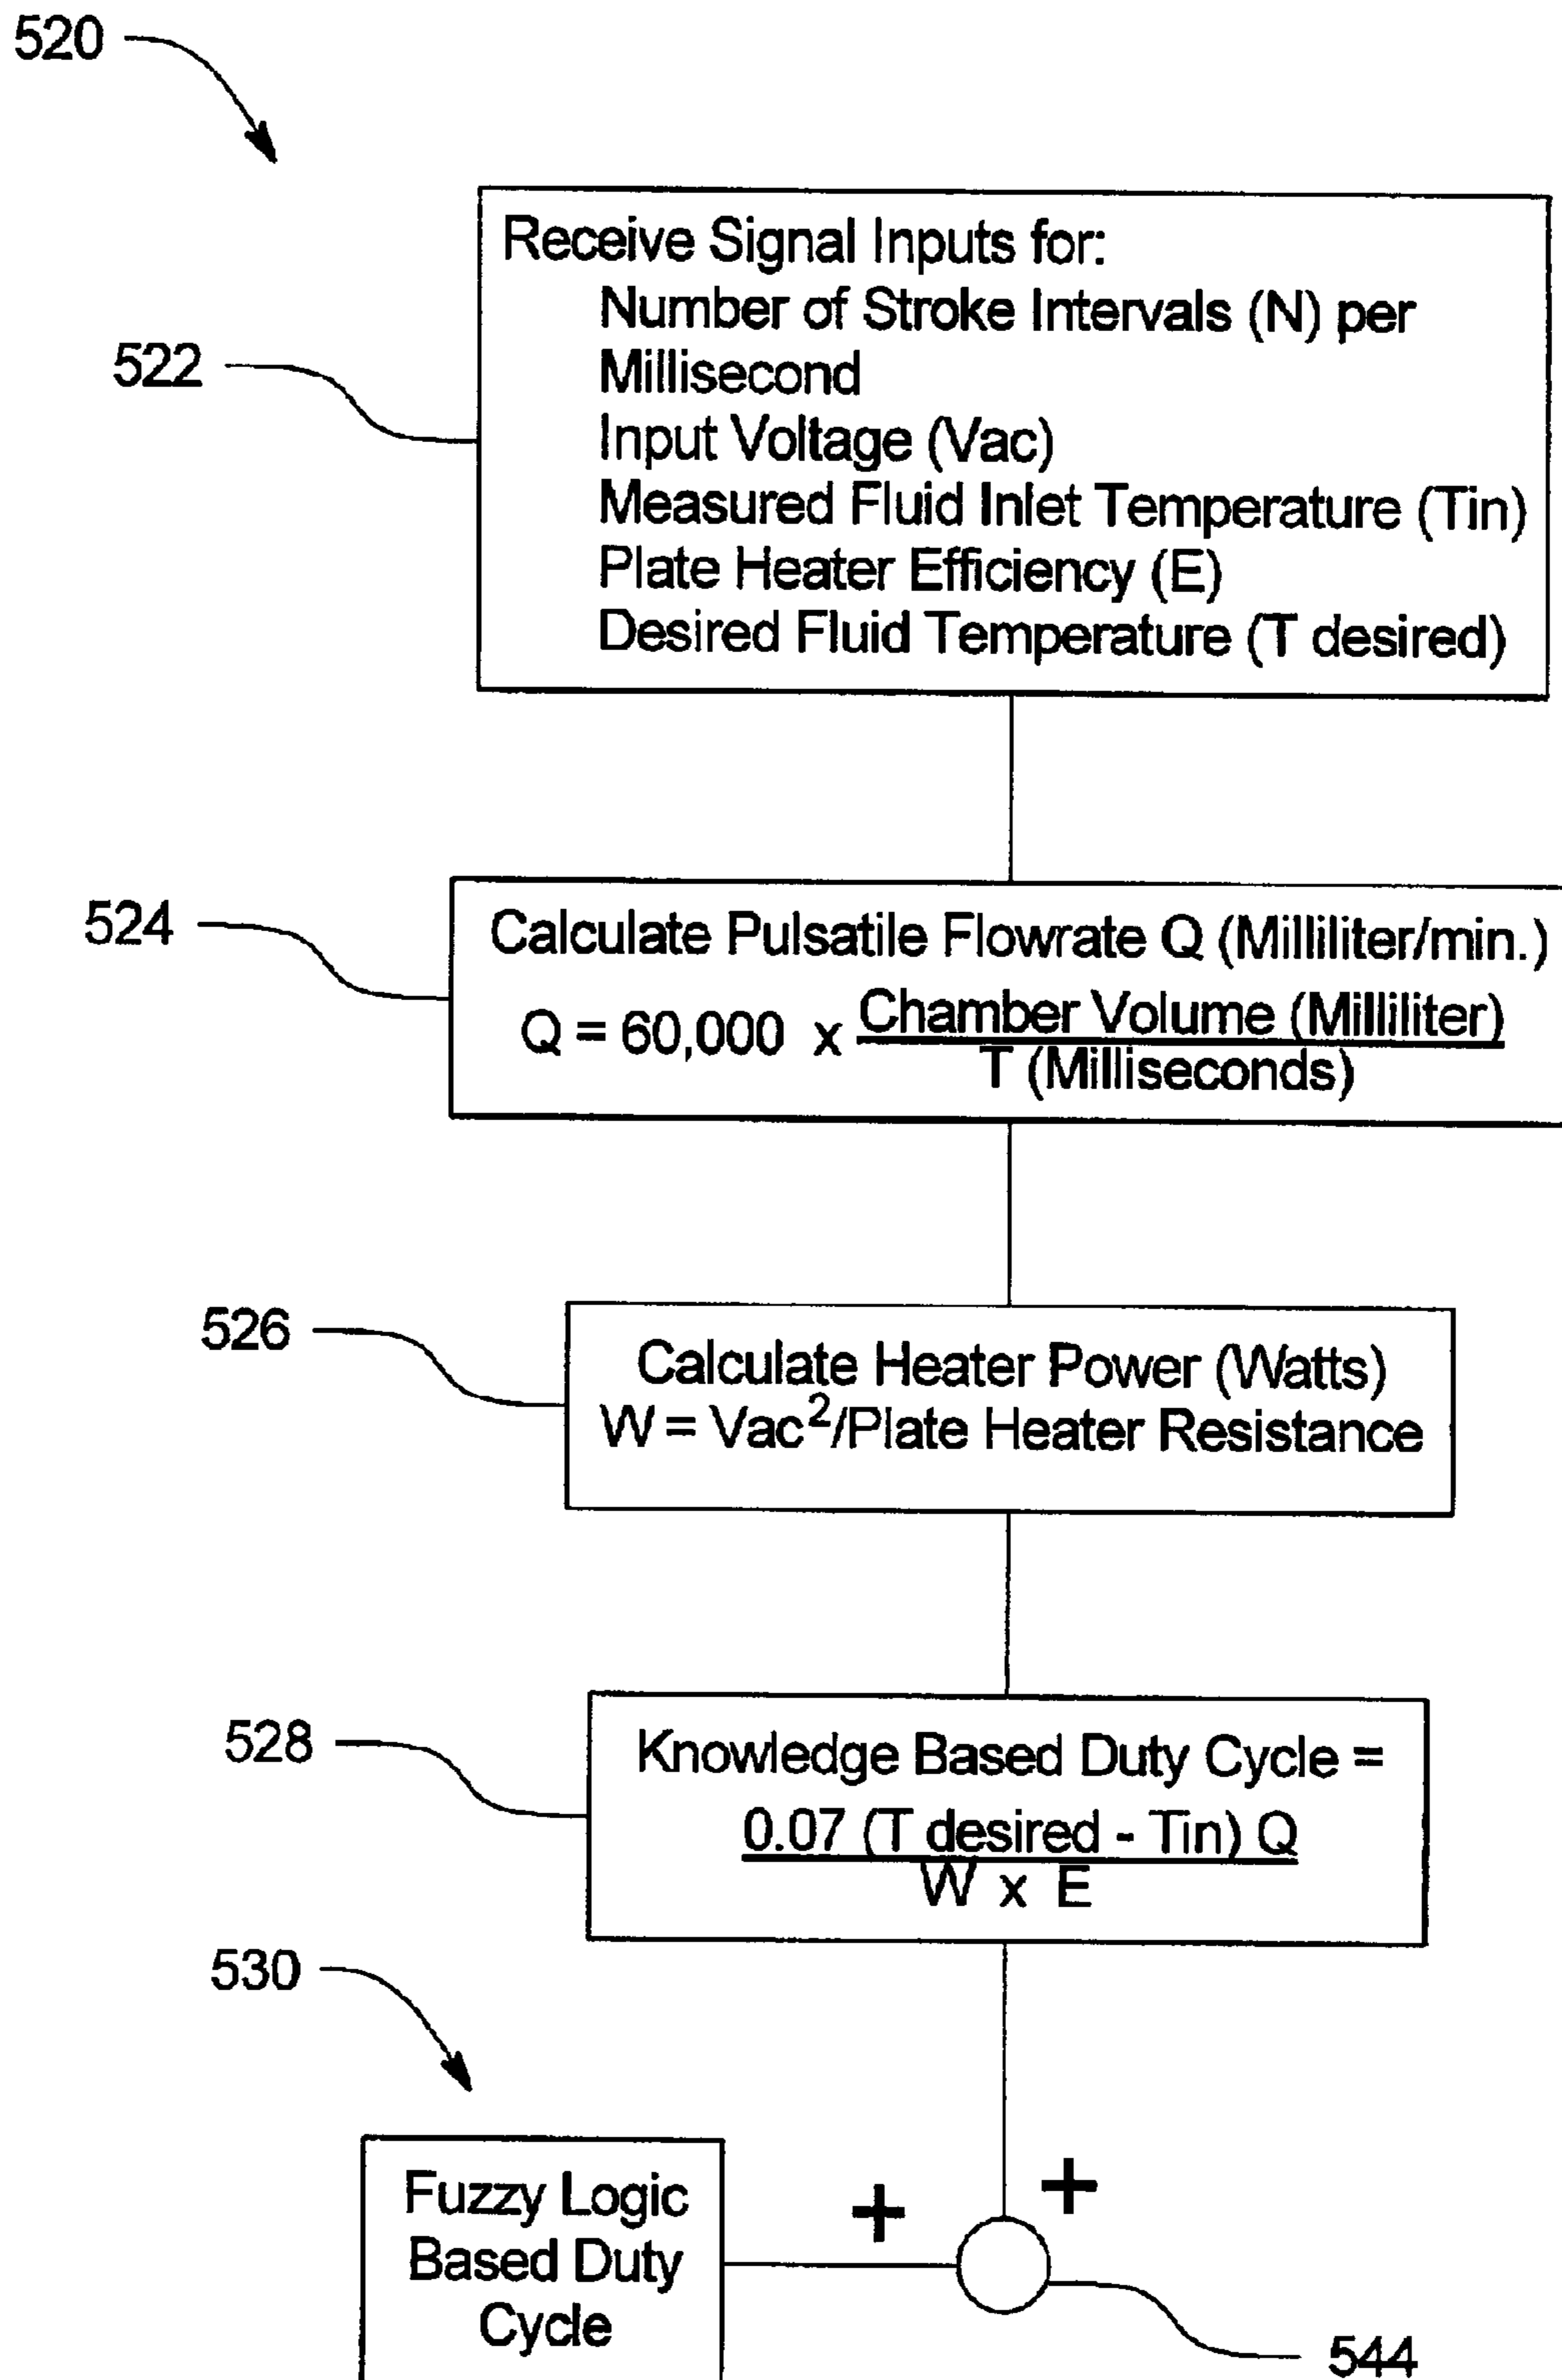 520
Receive Signal Inputs for:
Number of Stroke Intervals (N) per
Millisecond
522
Input Voltage (Vac)
Measured Fluid Inlet Temperature (Tin)
Plate Heater Efficiency (E)
Desired Fluid Temperature (T desired)
524
Calculate Pulsatile Flowrate Q (Milliliter/min.)
Q = 60,000 x Chamber Volume (Milliliter)
T (Milliseconds)
526
Calculate Heater Power (Watts)
W = Vac²/Plate Heater Resistance
528
Knowledge Based Duty Cycle =
0.07 (T desired - Tin) Q
W x E
530
+
+
Fuzzy Logic
Based Duty
Cycle
544